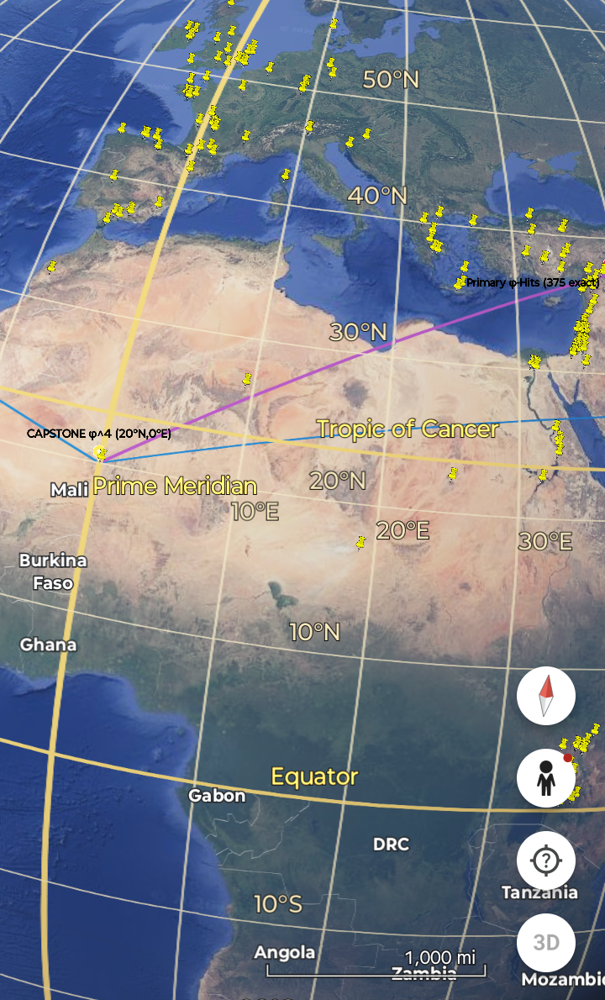 50°N
40°N
Primary φ-Hits (375 exact)
30°N
Tropic of Cancer
CAPSTONE φ^4 (20°N,0°E)
20°N
Mali
Prime Meridian
10°E
20°E
30°E
Burkina
Faso
10°N
Ghana
Equator
Gabon
DRC
Tanzania
10°S
3D
Angola
1,000 mi
Zambia
Mozambic